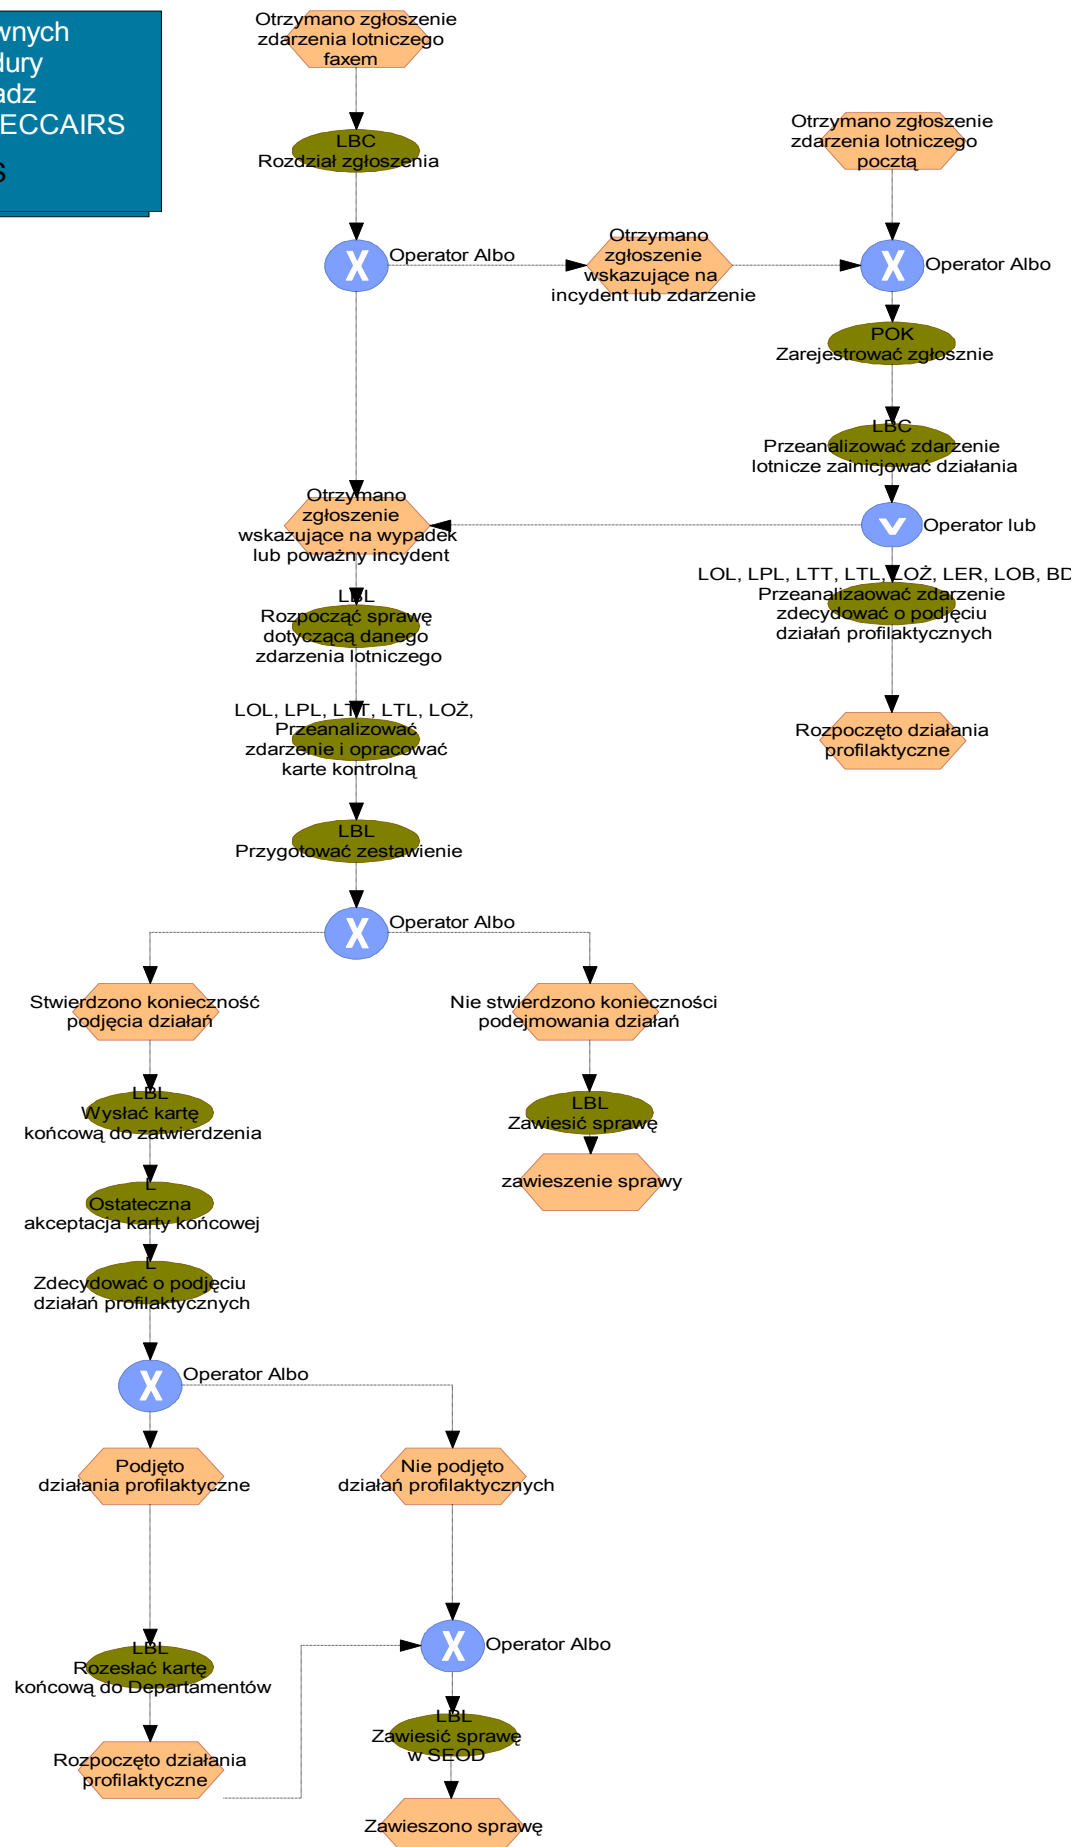 wnych
dury
adz
ECCAIRS
S
Otrzymano zgłoszenie
zdarzenia lotniczego
faxem
LBC
Rozdział zgłoszenia
Otrzymano zgłoszenie
zdarzenia lotniczego
pocztą
Operator Albo
Otrzymano
zgłoszenie
wskazujące na
incydent lub zdarzenie
Operator Albo
POK
Zarejestrować zgłosznie
LBC
Przeanalizować zdarzenie
lotnicze zainicjować działania
Otrzymano
zgłoszenie
wskazujące na wypadek
lub poważny incydent
Operator lub
LOL, LPL, LTT, LTL, LOŻ, LER, LOB, BD
Przeanalizaować zdarzenie
zdecydować o podjęciu
działań profilaktycznych
LBL
Rozpocząć sprawę
dotyczącą danego
zdarzenia lotniczego
LOL, LPL, LTT, LTL, LOŻ,
Przeanalizować
zdarzenie i opracować
karte kontrolną
Rozpoczęto działania
profilaktyczne
LBL
Przygotować zestawienie
Operator Albo
Stwierdzono konieczność
podjęcia działań
Nie stwierdzono konieczności
podejmowania działań
LBL
Wysłać kartę
końcową do zatwierdzenia
LBL
Zawiesić sprawę
zawieszenie sprawy
L
Ostateczna
akceptacja karty końcowej
L
Zdecydować o podjęciu
działań profilaktycznych
Operator Albo
Podjęto
działania profilaktyczne
Nie podjęto
działań profilaktycznych
LBL
Rozesłać kartę
końcową do Departamentów
Operator Albo
LBL
Zawiesić sprawę
w SEOD
Rozpoczęto działania
profilaktyczne
Zawieszono sprawę